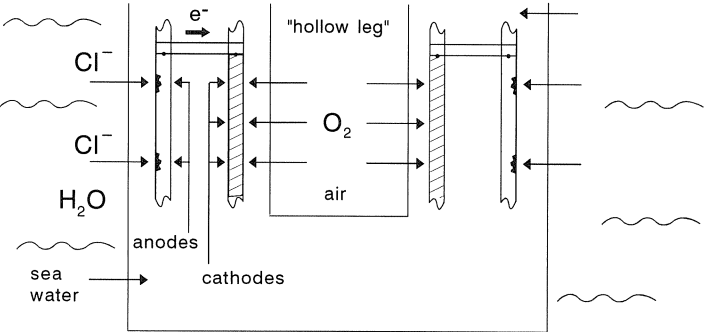 e⁻
"hollow leg"
Cl⁻
O₂
Cl⁻
H₂O
air
anodes
sea
water
cathodes